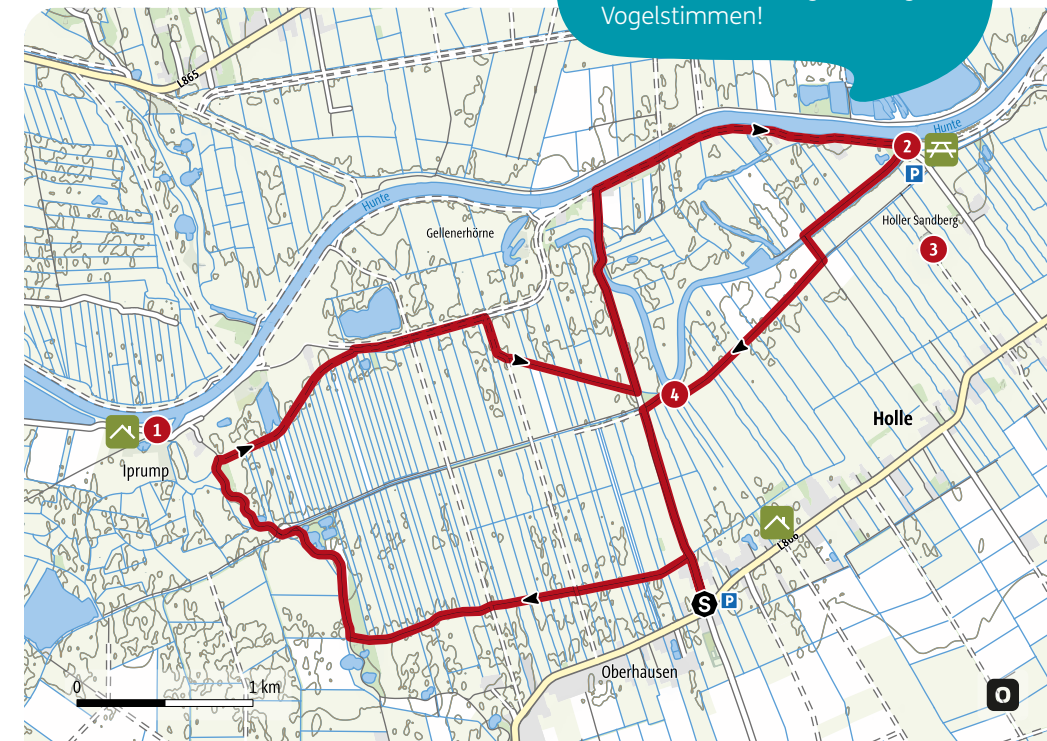 Vogelstimmen!
L865
Hunte
2
P
Hunte
Gellenerhörne
Holler Sandberg
3
4
Holle
1
Iprump
L866
S
P
Oberhausen
0
1 km
O